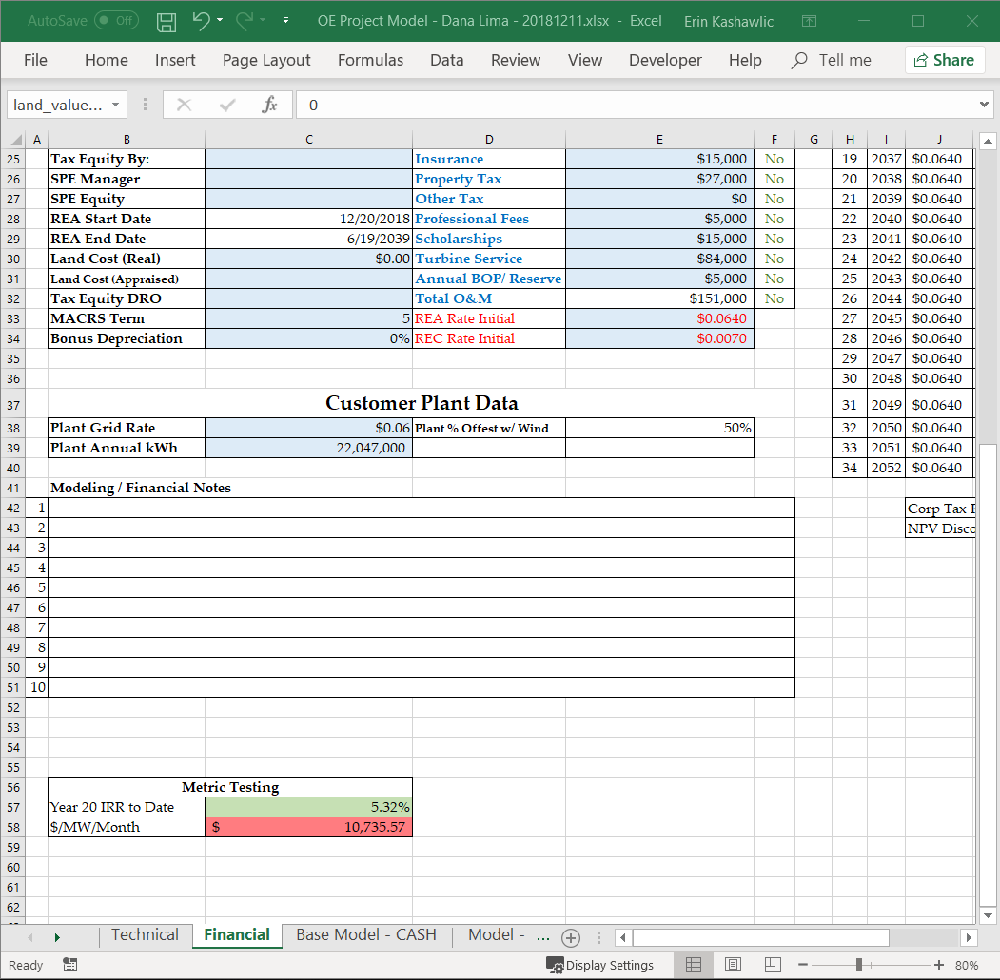 AutoSave Off OE Project Model - Dana Lima - 20181211.xlsx - Excel Erin Kashawlic
File Home Insert Page Layout Formulas Data Review View Developer Help Tell me Share
land_value... fx 0
A B C D E F G H I J
25 Tax Equity By: Insurance $15,000 No 19 2037 $0.0640
26 SPE Manager Property Tax $27,000 No 20 2038 $0.0640
27 SPE Equity Other Tax $0 No 21 2039 $0.0640
28 REA Start Date 12/20/2018 Professional Fees $5,000 No 22 2040 $0.0640
29 REA End Date 6/19/2039 Scholarships $15,000 No 23 2041 $0.0640
30 Land Cost (Real) $0.00 Turbine Service $84,000 No 24 2042 $0.0640
31 Land Cost (Appraised) Annual BOP/ Reserve $5,000 No 25 2043 $0.0640
32 Tax Equity DRO Total O&M $151,000 No 26 2044 $0.0640
33 MACRS Term 5 REA Rate Initial $0.0640 27 2045 $0.0640
34 Bonus Depreciation 0% REC Rate Initial $0.0070 28 2046 $0.0640
35 29 2047 $0.0640
36 30 2048 $0.0640
37 Customer Plant Data 31 2049 $0.0640
38 Plant Grid Rate $0.06 Plant % Offest w/ Wind 50% 32 2050 $0.0640
39 Plant Annual kWh 22,047,000 33 2051 $0.0640
40 34 2052 $0.0640
41 Modeling / Financial Notes
42 1 Corp Tax
43 2 NPV Disco
44 3
45 4
46 5
47 6
48 7
49 8
50 9
51 10
52
53
54
55
56 Metric Testing
57 Year 20 IRR to Date 5.32%
58 $/MW/Month $ 10,735.57
59
60
61
62
Technical Financial Base Model - CASH Model - ...
Ready Display Settings 80%